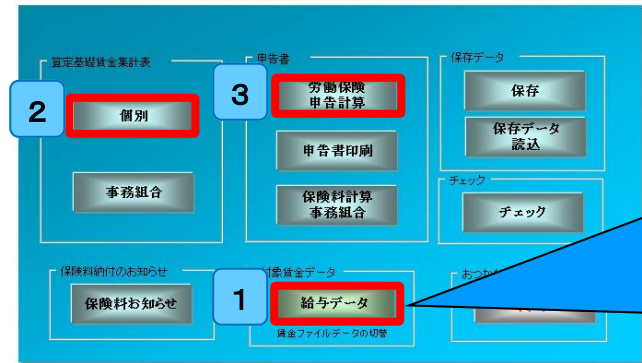 算定基礎賃金集計表
2
個別
事務組合
申告書
3
労働保険
申告計算
申告書印刷
保険料計算
事務組合
保存データ
保存
保存データ
読込
チェック
チェック
保険料納付のお知らせ
保険料お知らせ
対象賃金データ
1
給与データ
賃金ファイルデータの切替
おつか